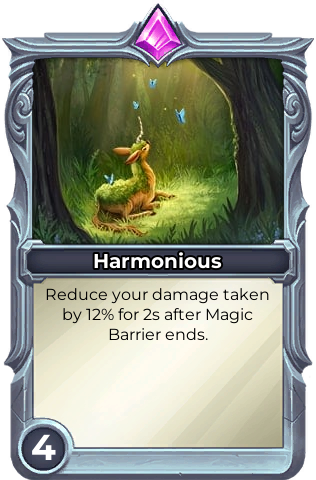 Harmonious
Reduce your damage taken
by 12% for 2s after Magic
Barrier ends.
4